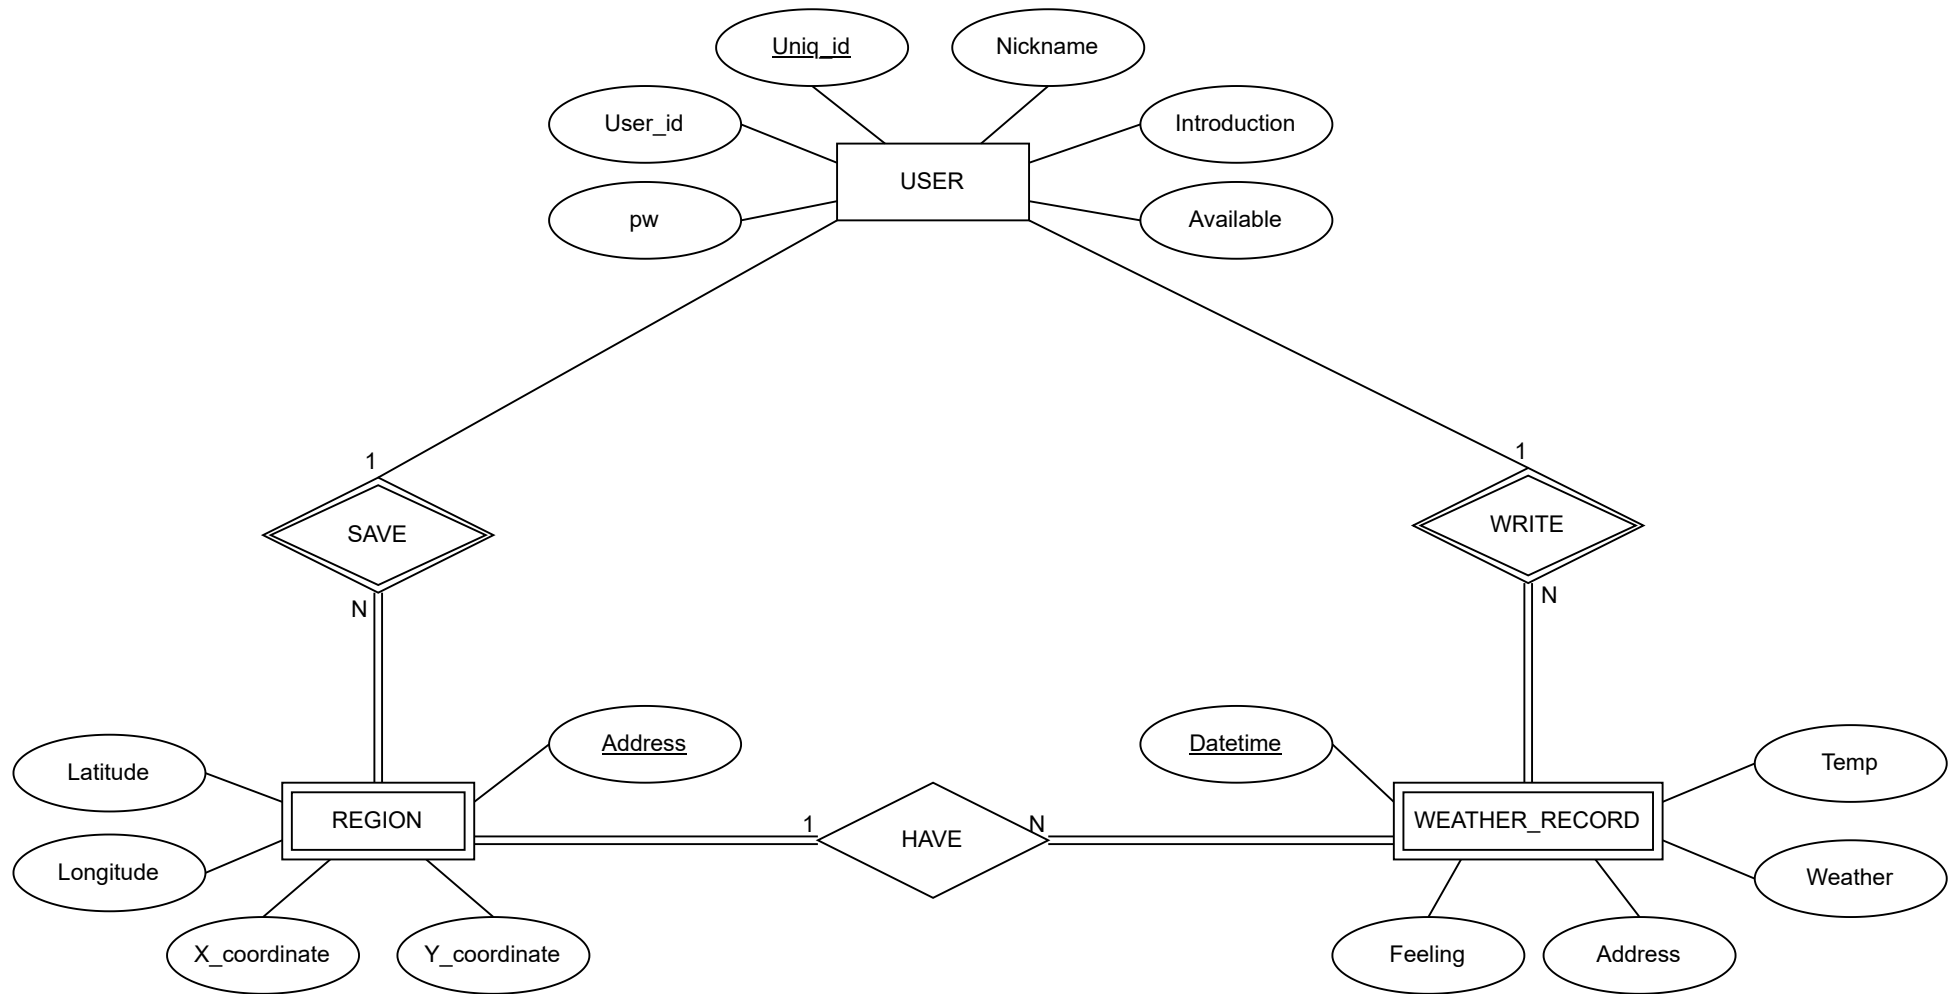 Uniq_id
Nickname
User_id
Introduction
USER
pw
Available
1
1
SAVE
WRITE
N
N
Address
Datetime
Latitude
Temp
REGION
1
N
WEATHER_RECORD
HAVE
Longitude
Weather
X_coordinate
Y_coordinate
Feeling
Address